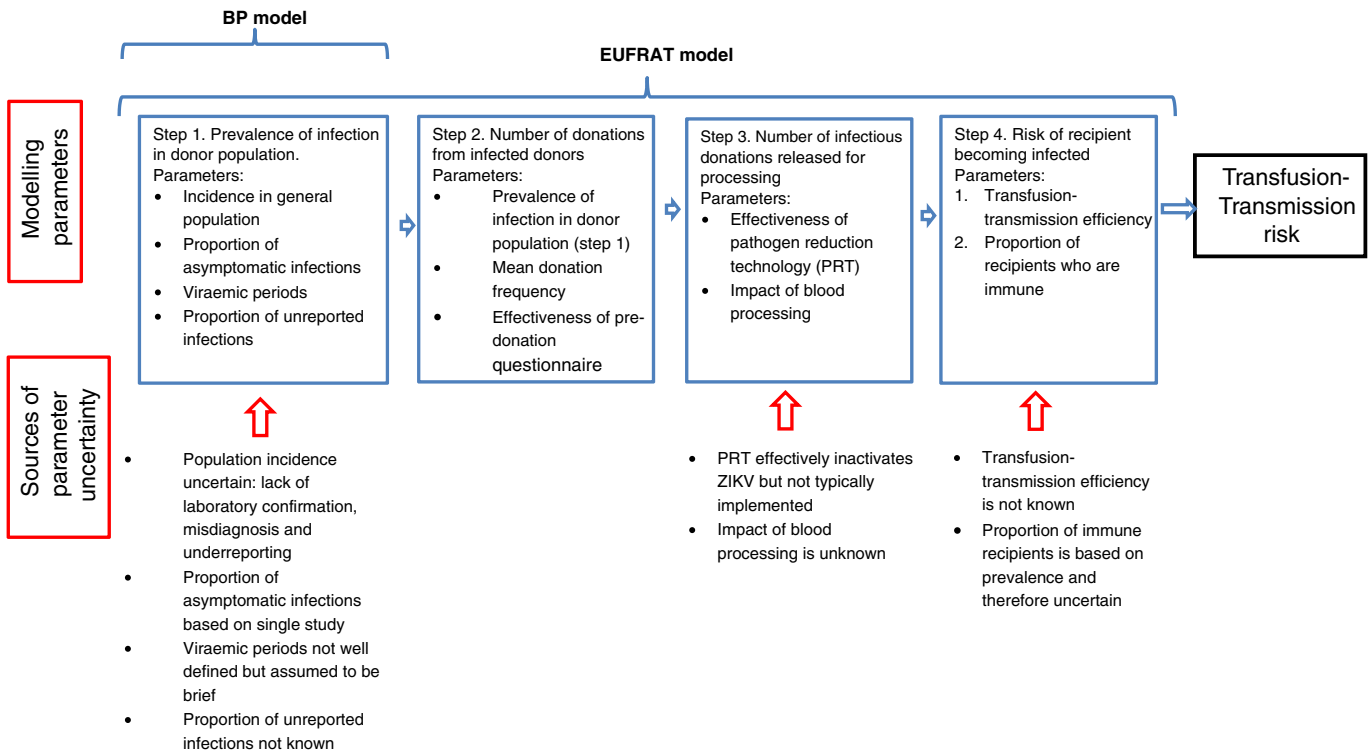 BP model
EUFRAT model
Modelling
parameters
Step 1. Prevalence of infection
in donor population.
Parameters:
• Incidence in general
population
• Proportion of
asymptomatic infections
• Viraemic periods
• Proportion of unreported
infections
Step 2. Number of donations
from infected donors
Parameters:
• Prevalence of
infection in donor
population (step 1)
• Mean donation
frequency
• Effectiveness of pre-
donation
questionnaire
Step 3. Number of infectious
donations released for
processing
Parameters:
• Effectiveness of
pathogen reduction
technology (PRT)
• Impact of blood
processing
Step 4. Risk of recipient
becoming infected
Parameters:
1. Transfusion-
transmission efficiency
2. Proportion of
recipients who are
immune
Transfusion-
Transmission
risk
Sources of
parameter
uncertainty
• Population incidence
uncertain: lack of
laboratory confirmation,
misdiagnosis and
underreporting
• Proportion of
asymptomatic infections
based on single study
• Viraemic periods not well
defined but assumed to be
brief
• Proportion of unreported
infections not known
• PRT effectively inactivates
ZIKV but not typically
implemented
• Impact of blood
processing is unknown
• Transfusion-
transmission efficiency
is not known
• Proportion of immune
recipients is based on
prevalence and
therefore uncertain